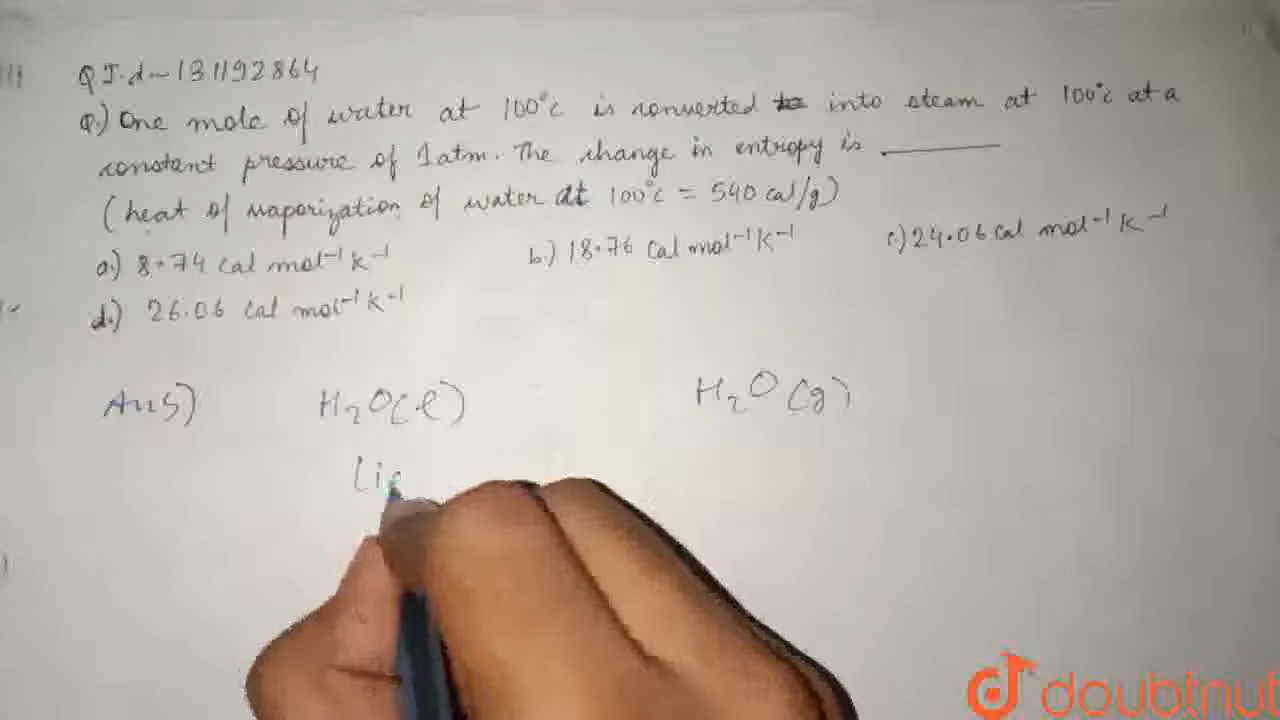 Q I.d - 131192864
Q.) One mole of water at 100°c is converted into steam at 100°c at a
constant pressure of 1 atm. The change in entropy is ______
(heat of vaporization of water at 100°c = 540 cal/g)
a.) 8.74 Cal mol⁻¹ K⁻¹ b.) 18.76 Cal mol⁻¹ K⁻¹ c.) 24.06 Cal mol⁻¹ K⁻¹
d.) 26.06 Cal mol⁻¹ K⁻¹
Ans) H₂O(l) H₂O(g)
doubtnut